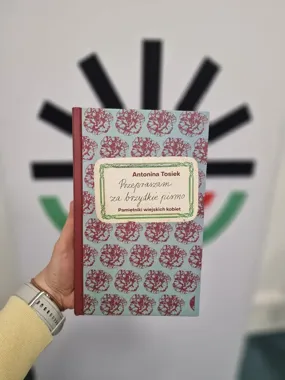 Antonina Tosiek
Przepraszam
za brzydkie pismo
Pamiętniki wiejskich kobiet